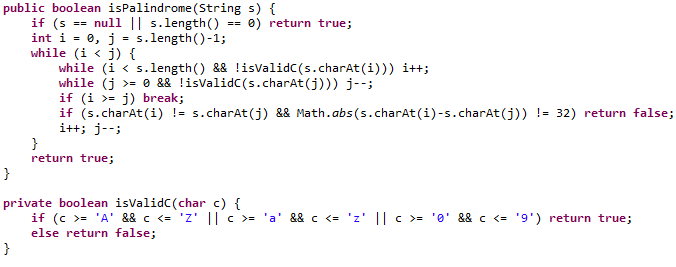 public boolean isPalindrome(String s) {
    if (s == null || s.length() == 0) return true;
    int i = 0, j = s.length()-1;
    while (i < j) {
        while (i < s.length() && !isValidC(s.charAt(i))) i++;
        while (j >= 0 && !isValidC(s.charAt(j))) j--;
        if (i >= j) break;
        if (s.charAt(i) != s.charAt(j) && Math.abs(s.charAt(i)-s.charAt(j)) != 32) return false;
        i++; j--;
    }
    return true;
}

private boolean isValidC(char c) {
    if (c >= 'A' && c <= 'Z' || c >= 'a' && c <= 'z' || c >= '0' && c <= '9') return true;
    else return false;
}